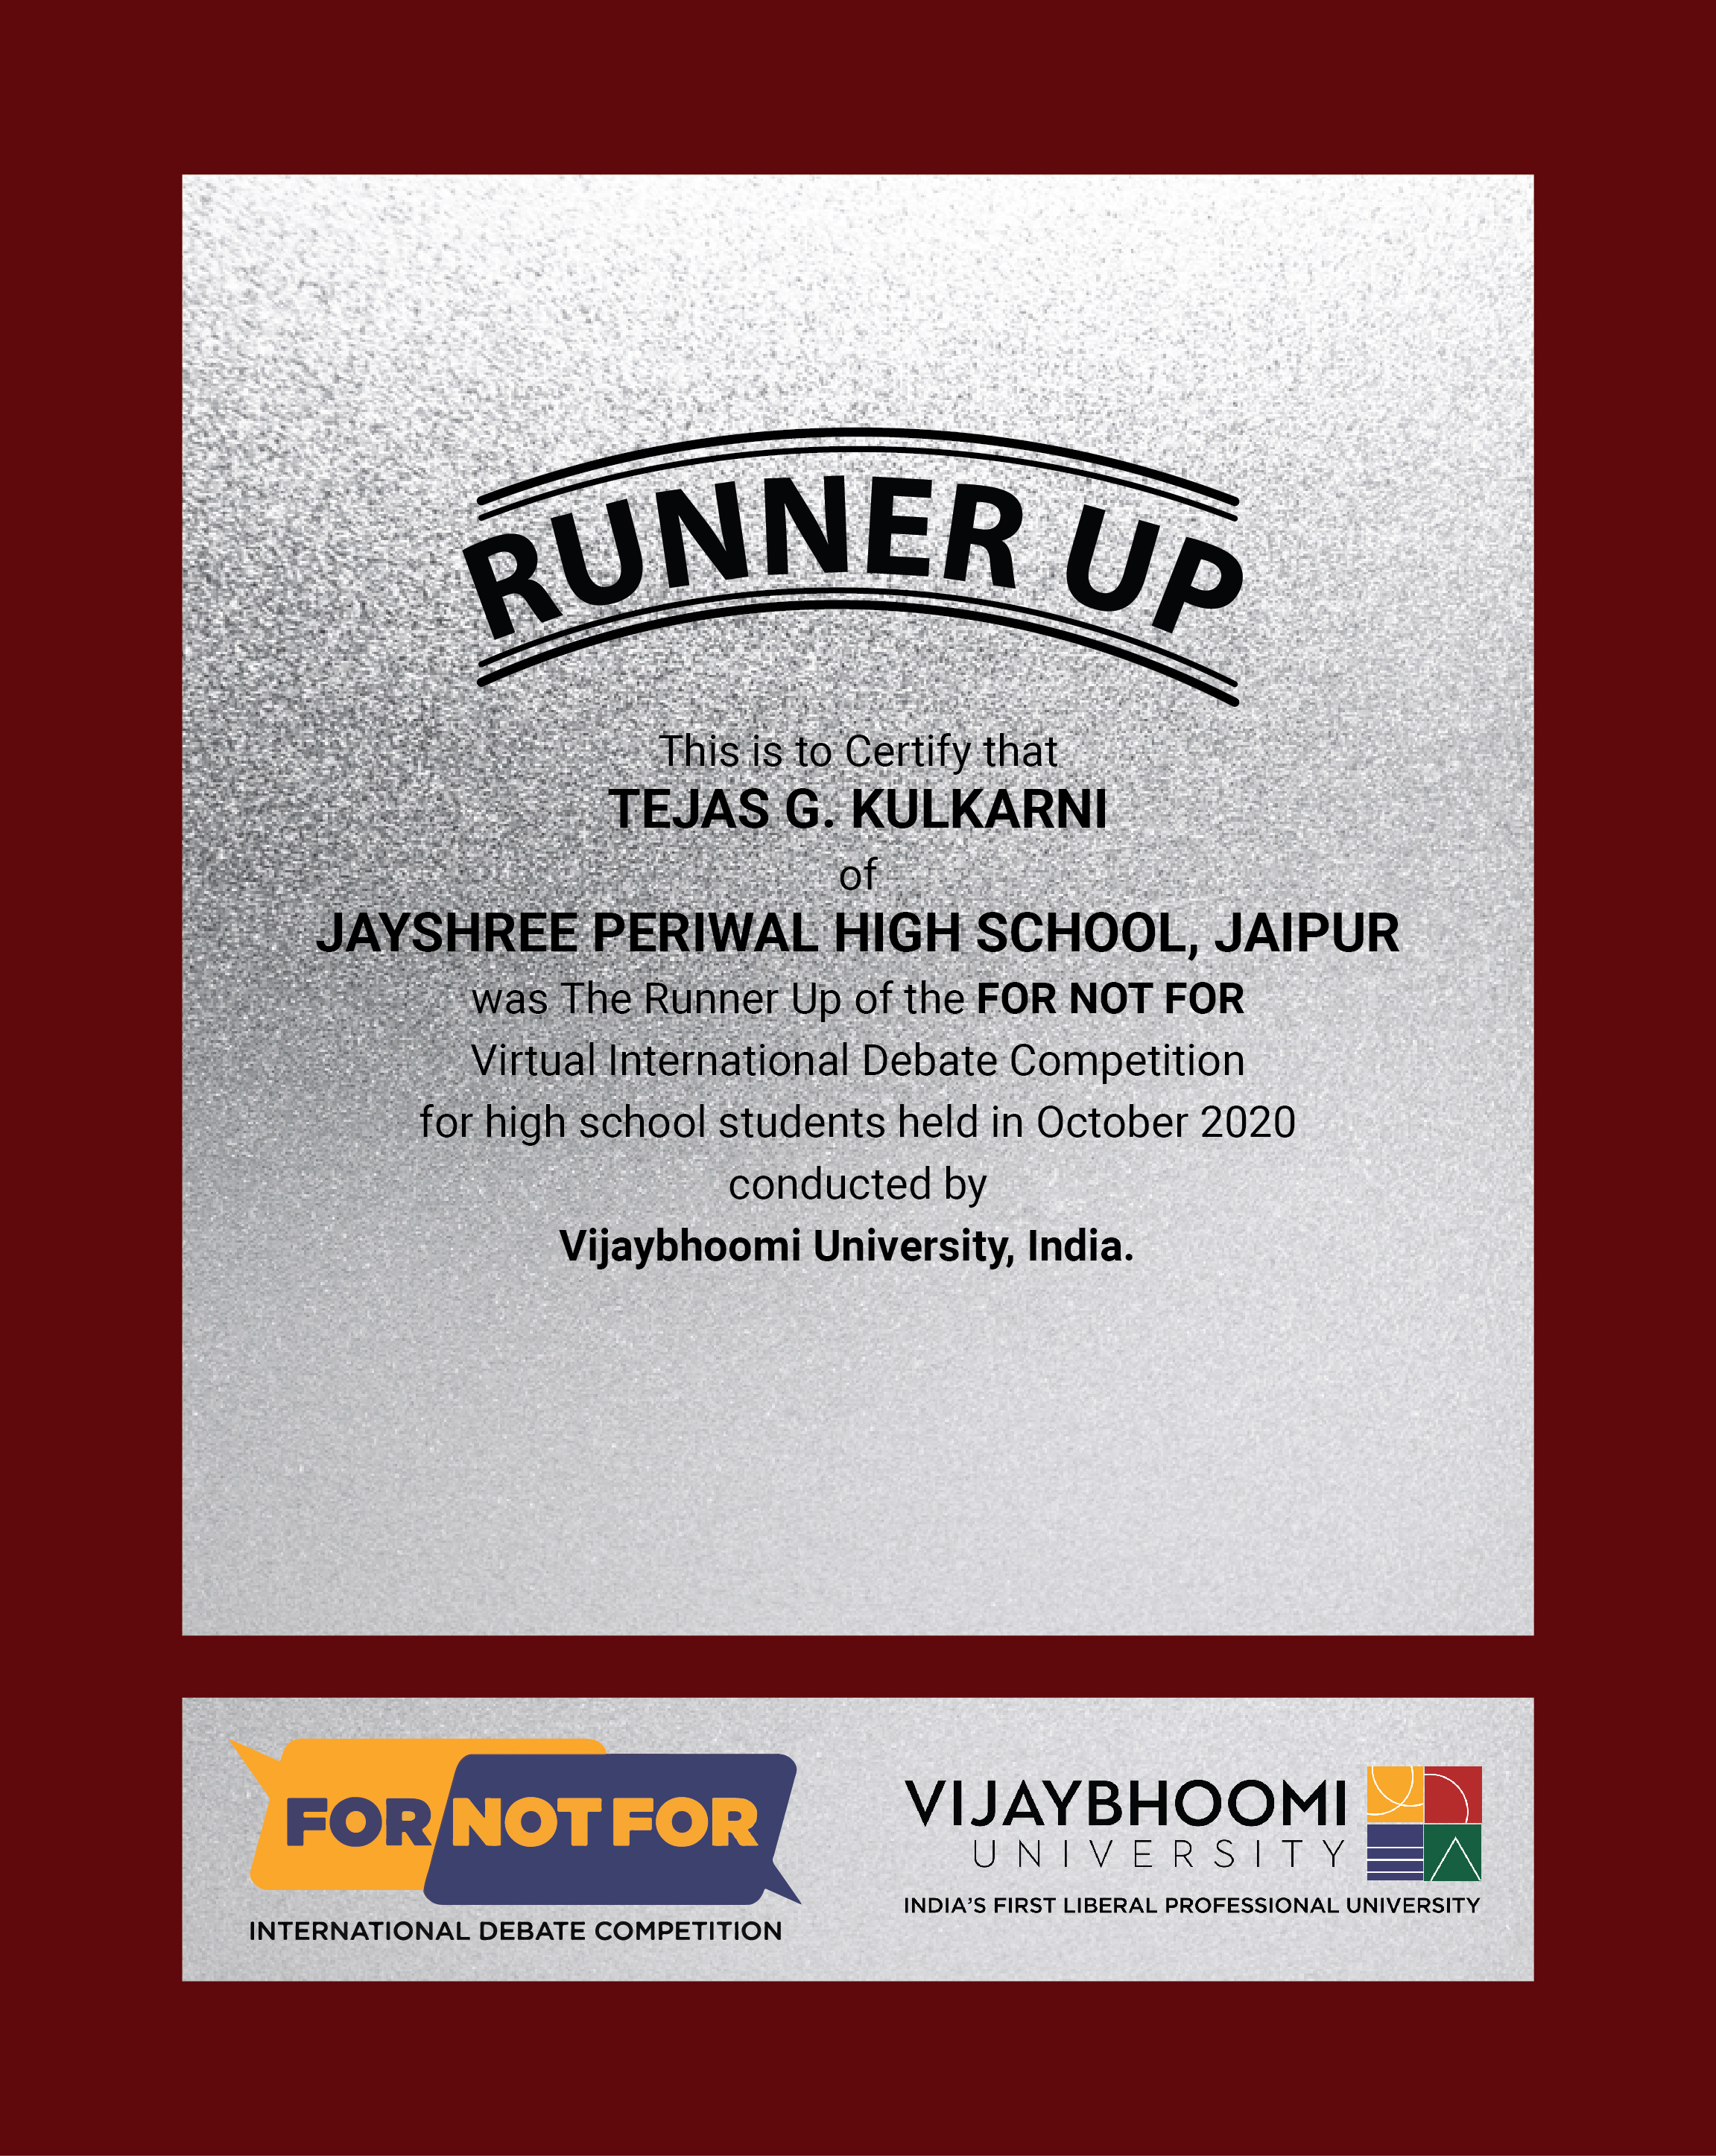 RUNNER UP
This is to Certify that
TEJAS G. KULKARNI
of
JAYSHREE PERIWAL HIGH SCHOOL, JAIPUR
was The Runner Up of the FOR NOT FOR
Virtual International Debate Competition
for high school students held in October 2020
conducted by
Vijaybhoomi University, India.
FOR NOT FOR
INTERNATIONAL DEBATE COMPETITION
VIJAYBHOOMI
UNIVERSITY
INDIA'S FIRST LIBERAL PROFESSIONAL UNIVERSITY